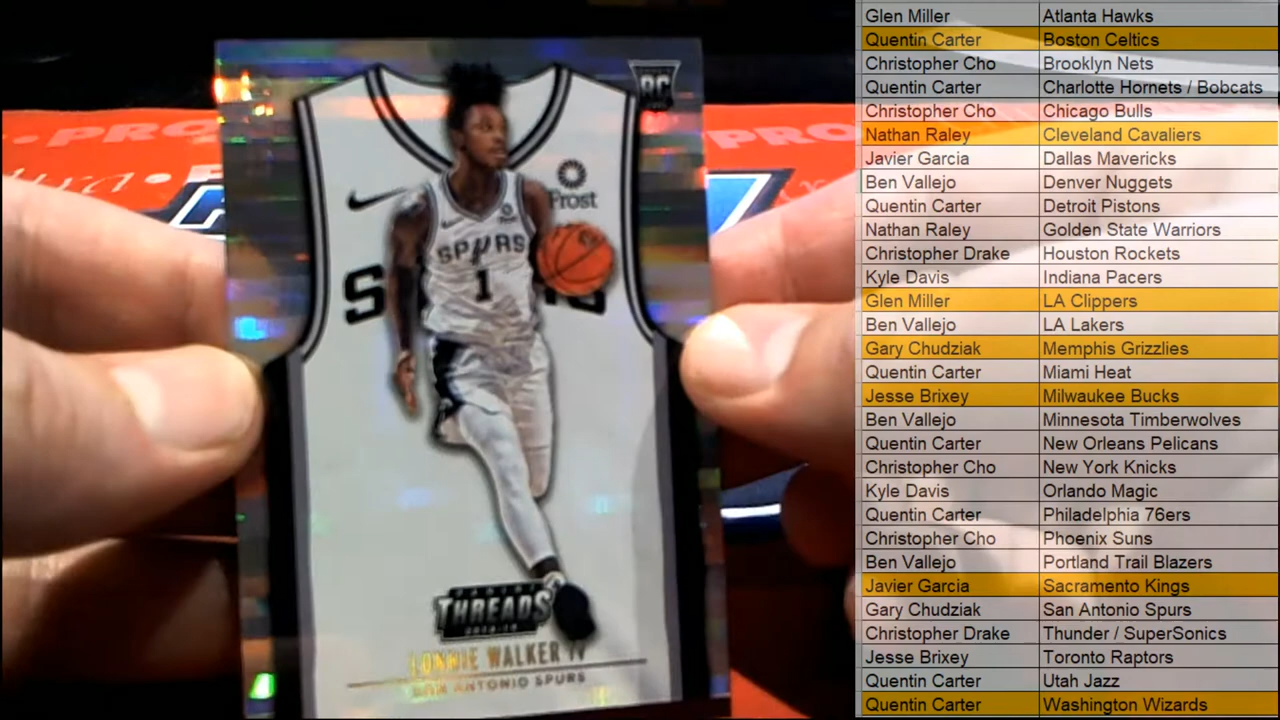 RC
Frost
SPURS
1
PANINI
THREADS
2018-19
LONNIE WALKER IV
SAN ANTONIO SPURS
PRO
PRO
Glen Miller Atlanta Hawks
Quentin Carter Boston Celtics
Christopher Cho Brooklyn Nets
Quentin Carter Charlotte Hornets / Bobcats
Christopher Cho Chicago Bulls
Nathan Raley Cleveland Cavaliers
Javier Garcia Dallas Mavericks
Ben Vallejo Denver Nuggets
Quentin Carter Detroit Pistons
Nathan Raley Golden State Warriors
Christopher Drake Houston Rockets
Kyle Davis Indiana Pacers
Glen Miller LA Clippers
Ben Vallejo LA Lakers
Gary Chudziak Memphis Grizzlies
Quentin Carter Miami Heat
Jesse Brixey Milwaukee Bucks
Ben Vallejo Minnesota Timberwolves
Quentin Carter New Orleans Pelicans
Christopher Cho New York Knicks
Kyle Davis Orlando Magic
Quentin Carter Philadelphia 76ers
Christopher Cho Phoenix Suns
Ben Vallejo Portland Trail Blazers
Javier Garcia Sacramento Kings
Gary Chudziak San Antonio Spurs
Christopher Drake Thunder / SuperSonics
Jesse Brixey Toronto Raptors
Quentin Carter Utah Jazz
Quentin Carter Washington Wizards